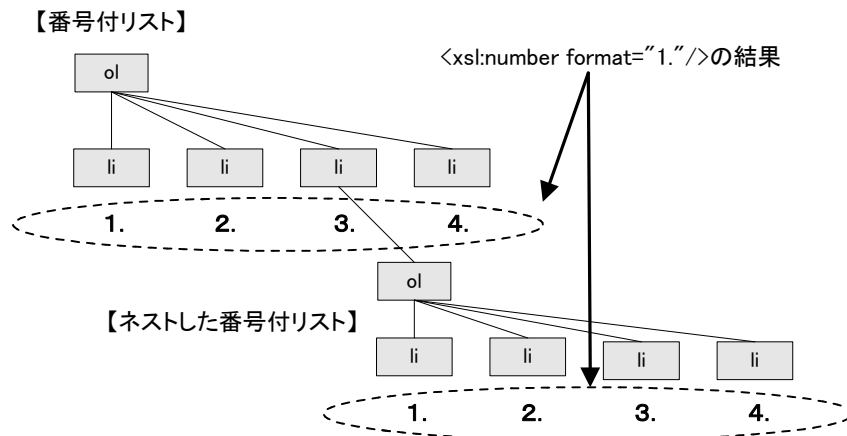 【番号付リスト】
<xsl:number format="1."/>の結果
ol
li li li li
1. 2. 3. 4.
ol
【ネストした番号付リスト】
li li li li
1. 2. 3. 4.